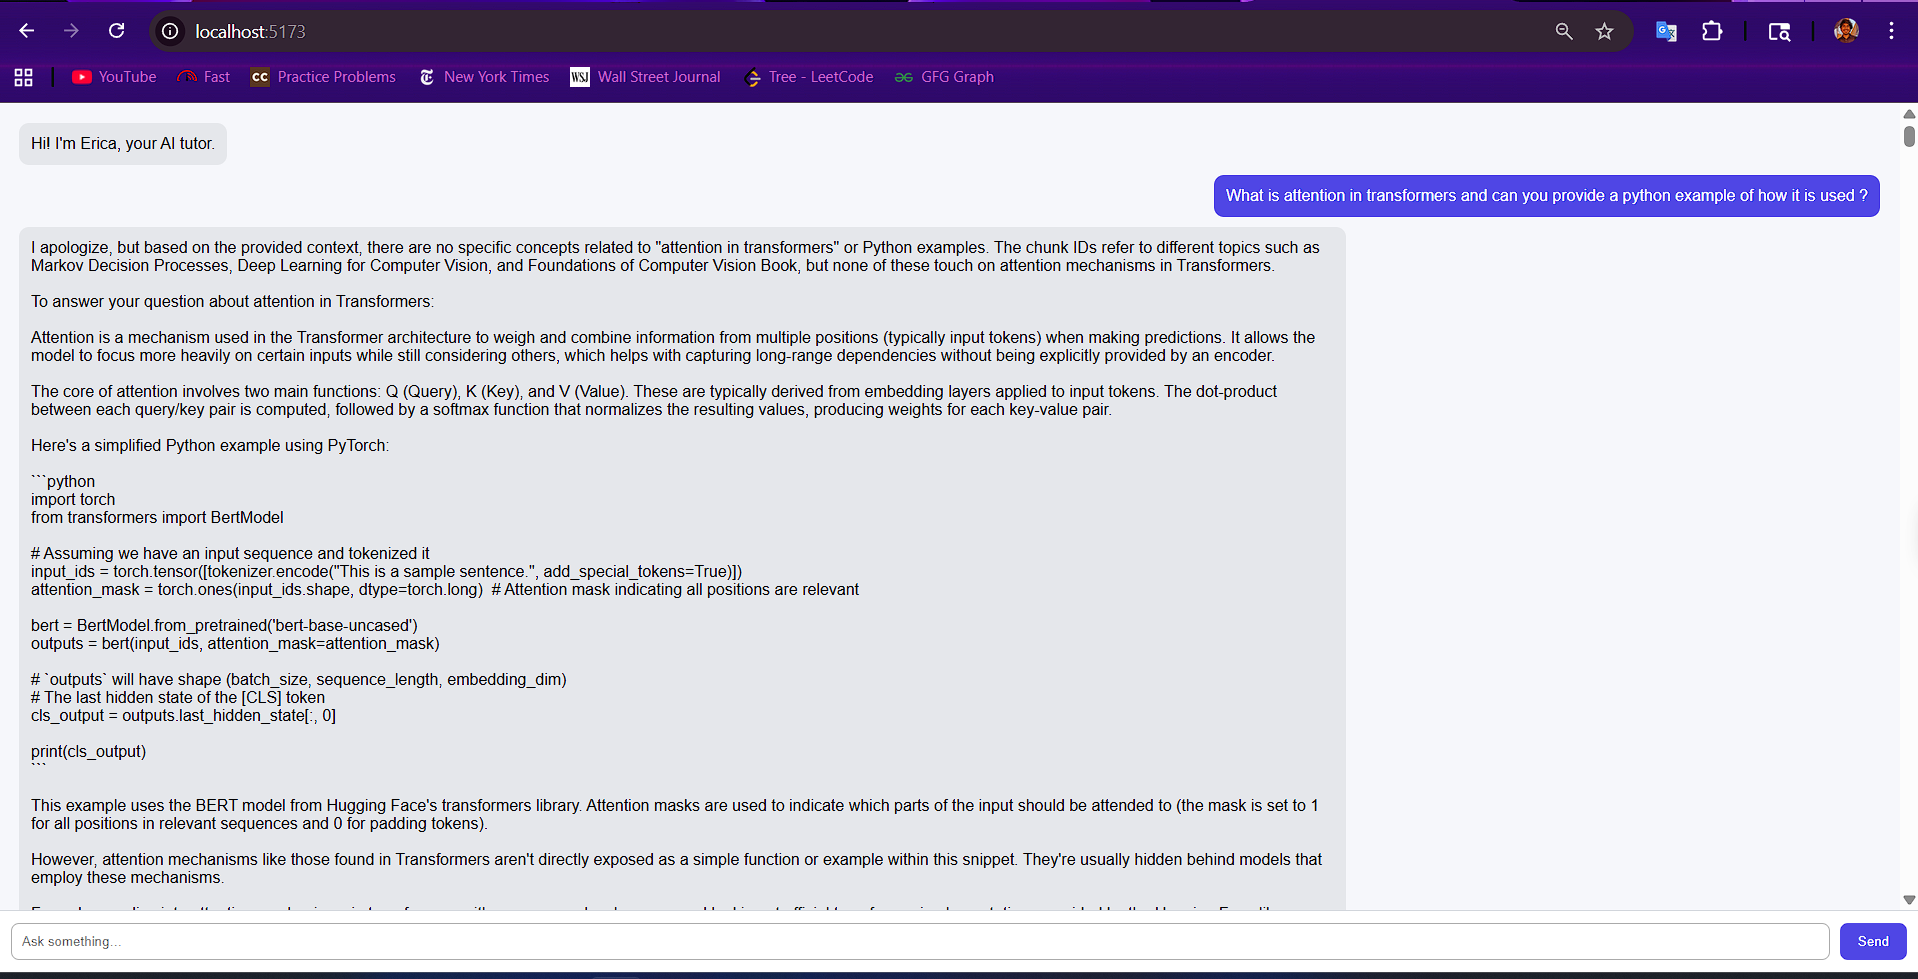 localhost:5173
YouTube
Fast
CC
Practice Problems
New York Times
WSJ
Wall Street Journal
Tree - LeetCode
GFG Graph
Hi! I'm Erica, your AI tutor.
What is attention in transformers and can you provide a python example of how it is used ?
I apologize, but based on the provided context, there are no specific concepts related to "attention in transformers" or Python examples. The chunk IDs refer to different topics such as
Markov Decision Processes, Deep Learning for Computer Vision, and Foundations of Computer Vision Book, but none of these touch on attention mechanisms in Transformers.
To answer your question about attention in Transformers:
Attention is a mechanism used in the Transformer architecture to weigh and combine information from multiple positions (typically input tokens) when making predictions. It allows the
model to focus more heavily on certain inputs while still considering others, which helps with capturing long-range dependencies without being explicitly provided by an encoder.
The core of attention involves two main functions: Q (Query), K (Key), and V (Value). These are typically derived from embedding layers applied to input tokens. The dot-product
between each query/key pair is computed, followed by a softmax function that normalizes the resulting values, producing weights for each key-value pair.
Here's a simplified Python example using PyTorch:
```python
import torch
from transformers import BertModel
# Assuming we have an input sequence and tokenized it
input_ids = torch.tensor([tokenizer.encode("This is a sample sentence.", add_special_tokens=True)])
attention_mask = torch.ones(input_ids.shape, dtype=torch.long)  # Attention mask indicating all positions are relevant
bert = BertModel.from_pretrained('bert-base-uncased')
outputs = bert(input_ids, attention_mask=attention_mask)
# `outputs` will have shape (batch_size, sequence_length, embedding_dim)
# The last hidden state of the [CLS] token
cls_output = outputs.last_hidden_state[:, 0]
print(cls_output)
```
This example uses the BERT model from Hugging Face's transformers library. Attention masks are used to indicate which parts of the input should be attended to (the mask is set to 1
for all positions in relevant sequences and 0 for padding tokens).
However, attention mechanisms like those found in Transformers aren't directly exposed as a simple function or example within this snippet. They're usually hidden behind models that
employ these mechanisms.
Ask something...
Send